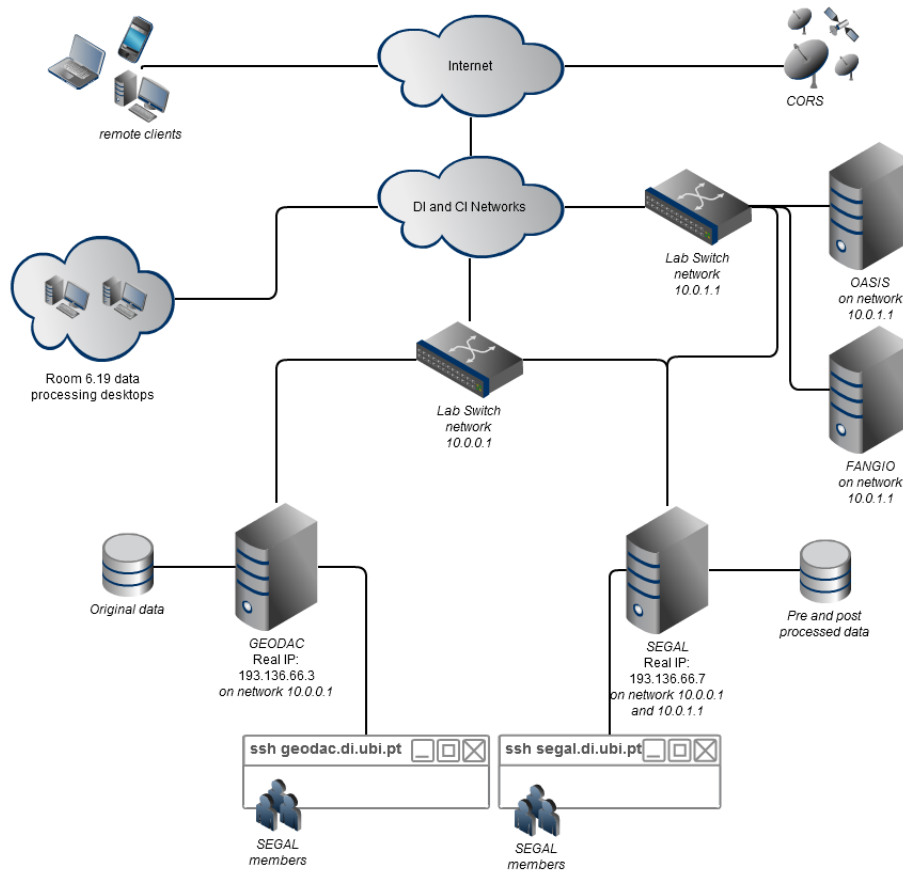 Internet
remote clients
CORS
DI and CI Networks
Lab Switch
network
10.0.1.1
OASIS
on network
10.0.1.1
Room 6.19 data
processing desktops
Lab Switch
network
10.0.0.1
FANGIO
on network
10.0.1.1
Original data
GEODAC
Real IP:
193.136.66.3
on network 10.0.0.1
SEGAL
Real IP:
193.136.66.7
on network 10.0.0.1
and 10.0.1.1
Pre and post
processed data
ssh geodac.di.ubi.pt
SEGAL
members
ssh segal.di.ubi.pt
SEGAL
members